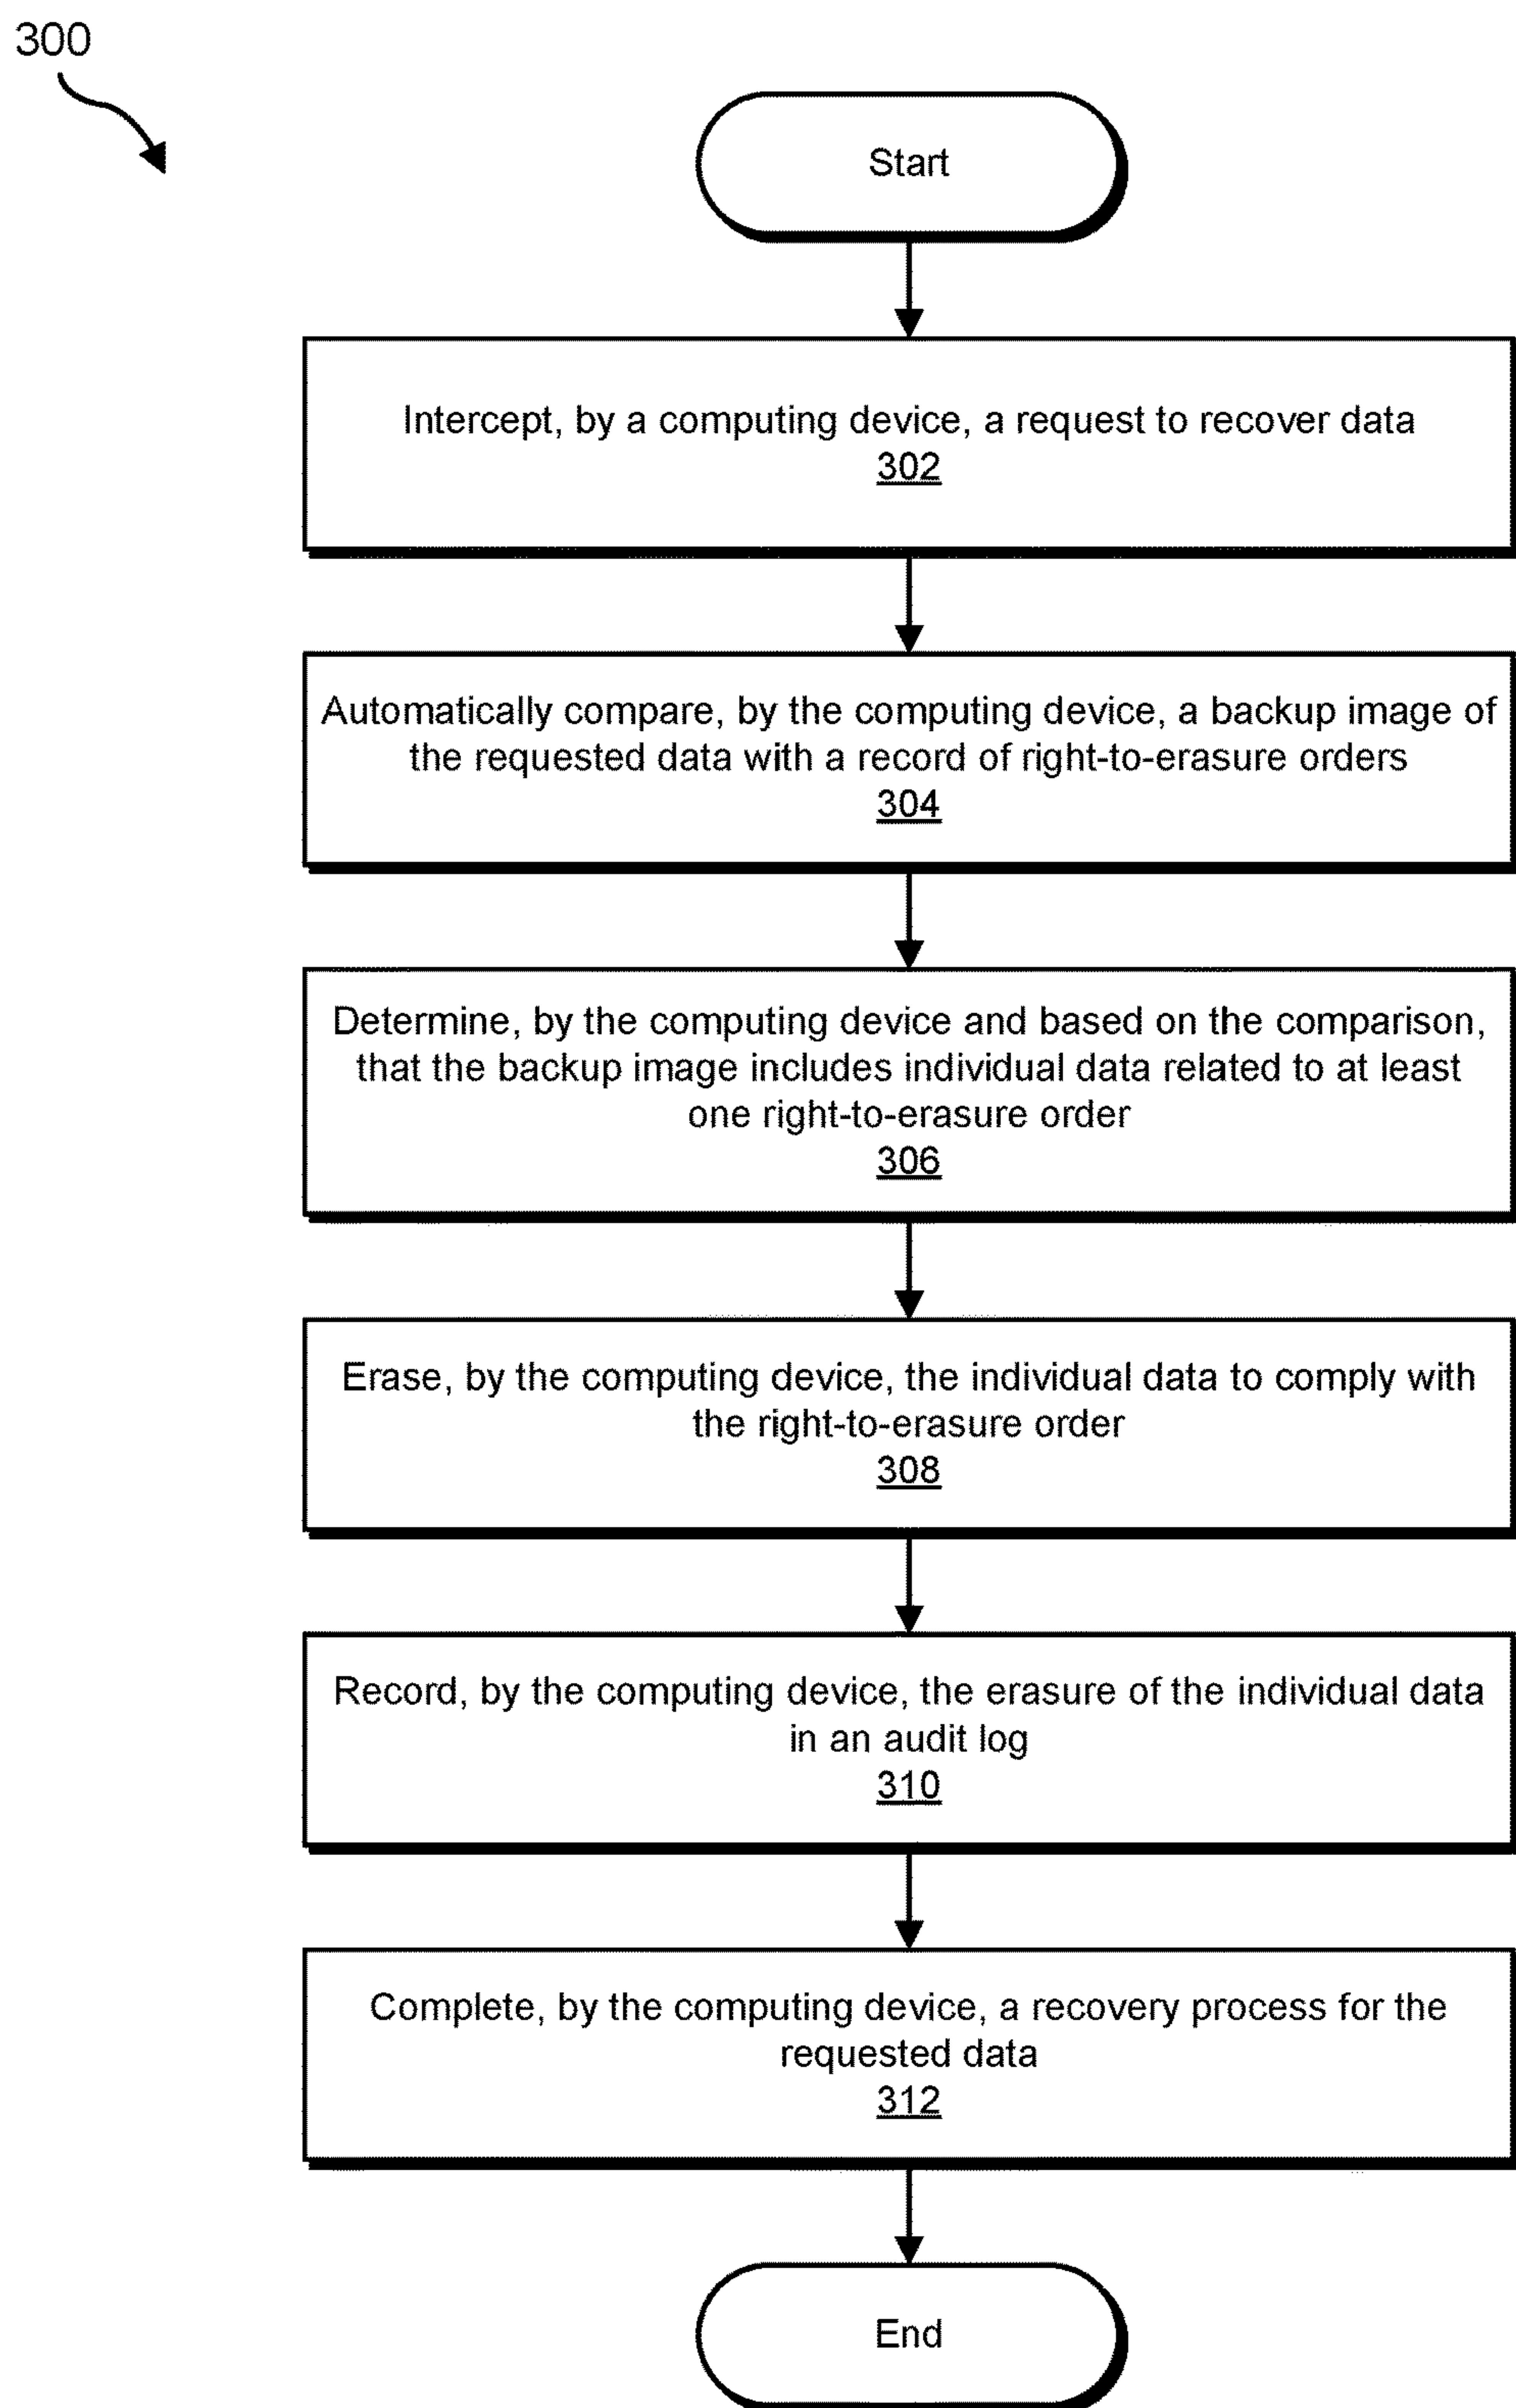 300
Start
Intercept, by a computing device, a request to recover data
302
Automatically compare, by the computing device, a backup image of
the requested data with a record of right-to-erasure orders
304
Determine, by the computing device and based on the comparison,
that the backup image includes individual data related to at least
one right-to-erasure order
306
Erase, by the computing device, the individual data to comply with
the right-to-erasure order
308
Record, by the computing device, the erasure of the individual data
in an audit log
310
Complete, by the computing device, a recovery process for the
requested data
312
End